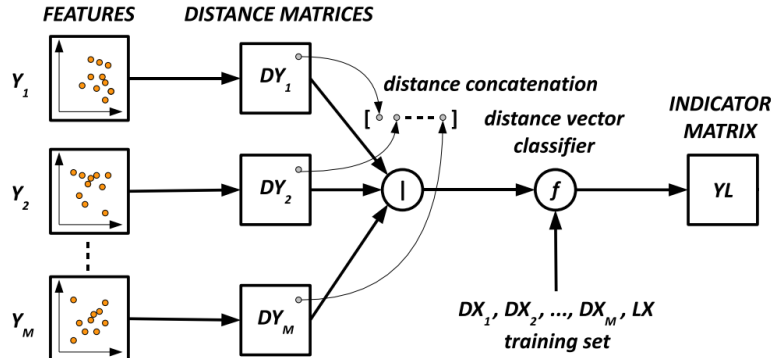 FEATURES
DISTANCE MATRICES
Y1
DY1
distance concatenation
[ ]
distance vector
classifier
INDICATOR
MATRIX
Y2
DY2
|
f
YL
YM
DYM
DX1, DX2, ..., DXM, LX
training set